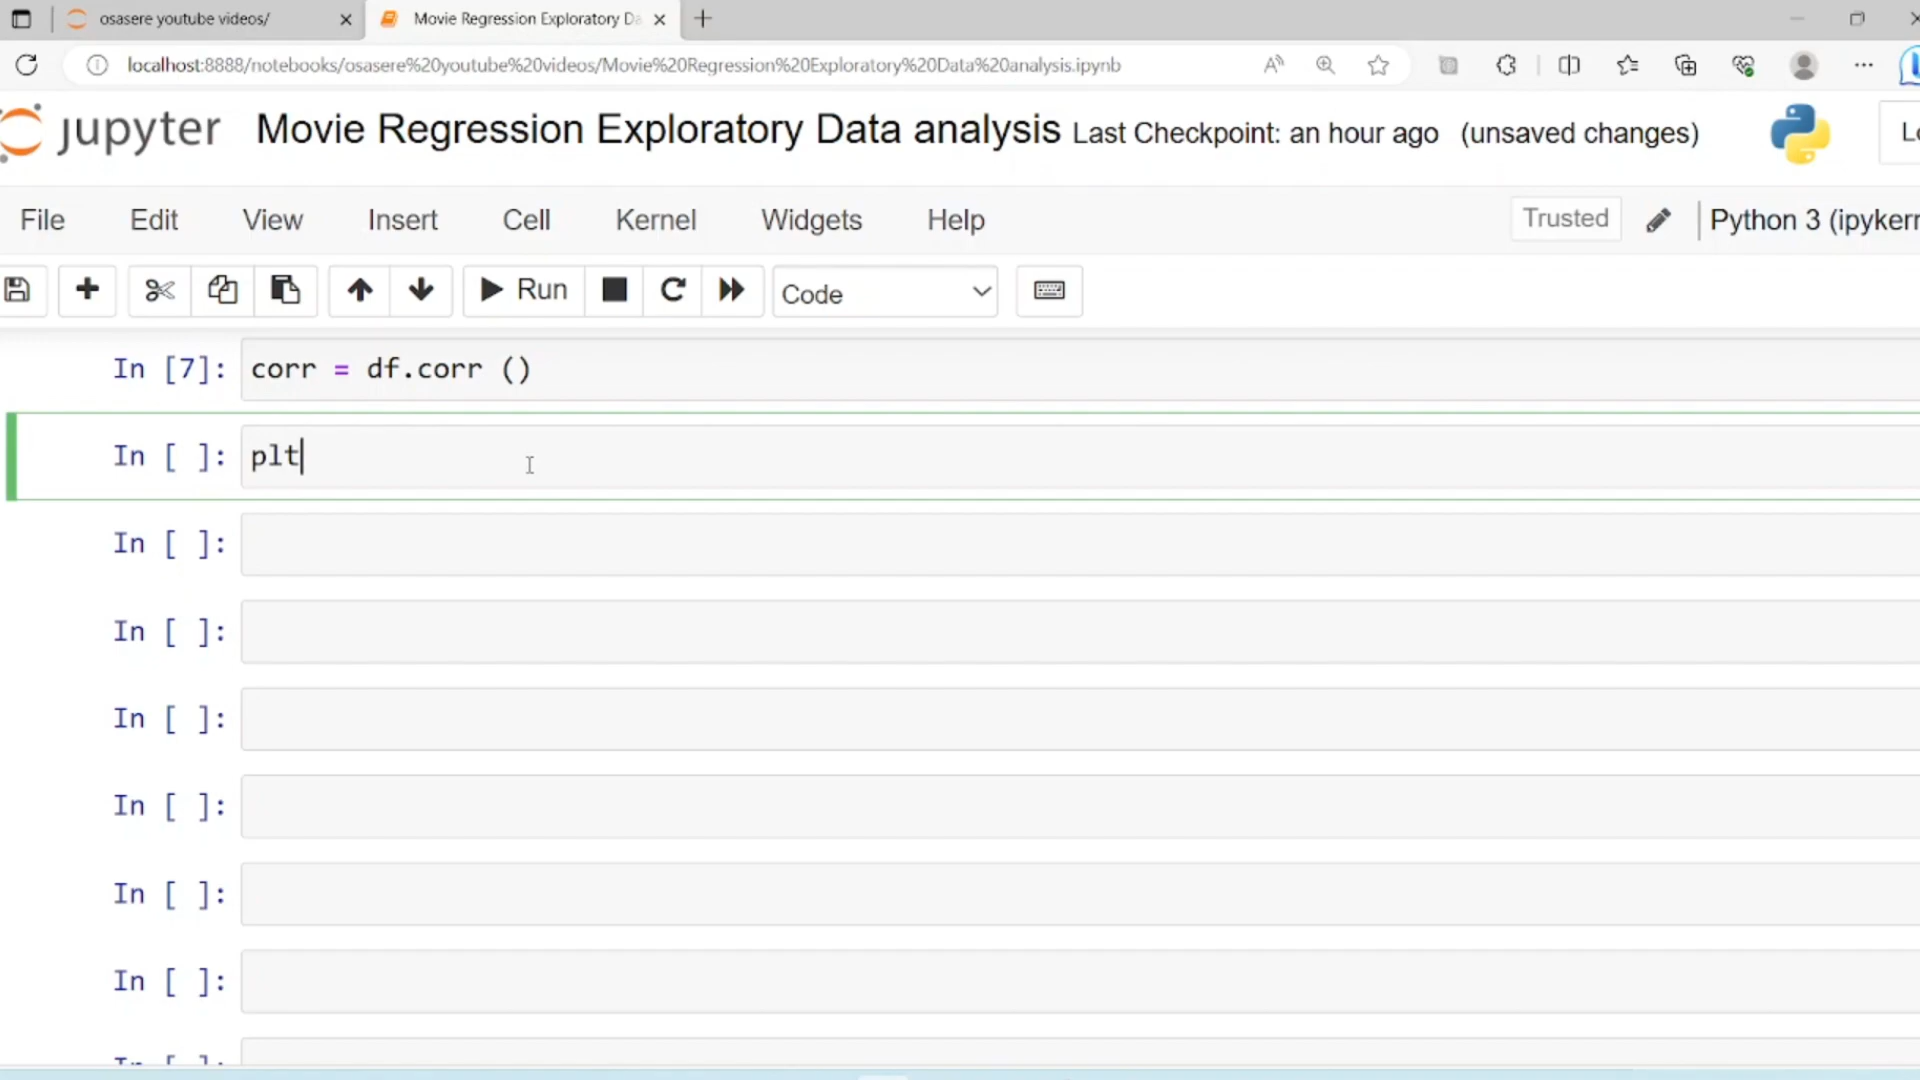 osasere youtube videos/
Movie Regression Exploratory Da
localhost:8888/notebooks/osasere%20youtube%20videos/Movie%20Regression%20Exploratory%20Data%20analysis.ipynb
jupyter Movie Regression Exploratory Data analysis Last Checkpoint: an hour ago (unsaved changes)
File Edit View Insert Cell Kernel Widgets Help Trusted Python 3 (ipykern
Run Code
In [7]: corr = df.corr ()
In [ ]: plt
In [ ]:
In [ ]:
In [ ]:
In [ ]:
In [ ]:
In [ ]: